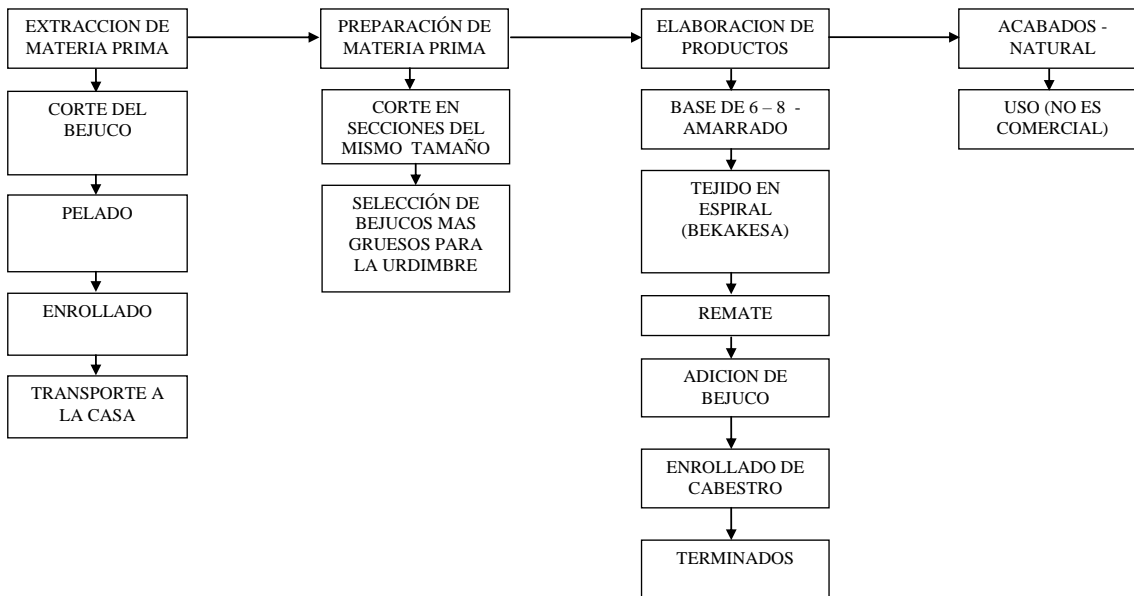 EXTRACCION DE
MATERIA PRIMA
CORTE DEL
BEJUCO
PELADO
ENROLLADO
TRANSPORTE A
LA CASA
PREPARACIÓN DE
MATERIA PRIMA
CORTE EN
SECCIONES DEL
MISMO TAMAÑO
SELECCIÓN DE
BEJUCOS MAS
GRUESOS PARA
LA URDIMBRE
ELABORACION DE
PRODUCTOS
BASE DE 6 – 8 -
AMARRADO
TEJIDO EN
ESPIRAL
(BEKAKESA)
REMATE
ADICION DE
BEJUCO
ENROLLADO DE
CABESTRO
TERMINADOS
ACABADOS -
NATURAL
USO (NO ES
COMERCIAL)